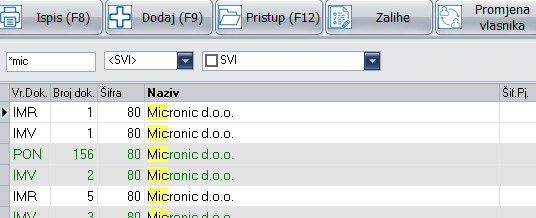 Ispis (F8) Dodaj (F9) Pristup (F12) Zalihe Promjena vlasnika
*mic <SVI> SVI
Vr.Dok. Broj dok. Šifra Naziv Šif.Pj.
IMR 1 80 Micronic d.o.o.
IMV 1 80 Micronic d.o.o.
PON 156 80 Micronic d.o.o.
IMV 2 80 Micronic d.o.o.
IMR 5 80 Micronic d.o.o.
IMV 3 80 Micronic d.o.o.